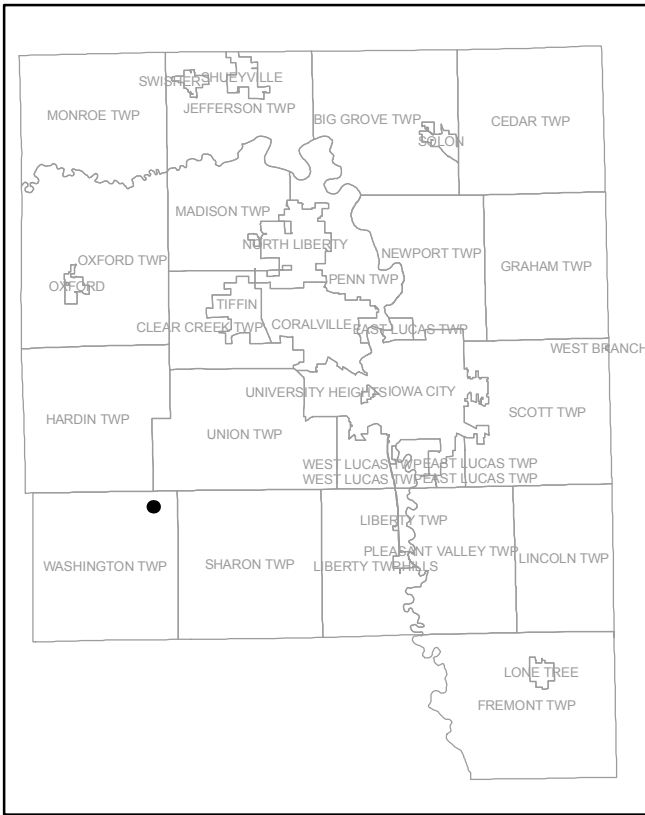 SHUEYVILLE
SWISHER
JEFFERSON TWP
MONROE TWP
BIG GROVE TWP
CEDAR TWP
SOLON
MADISON TWP
NORTH LIBERTY
OXFORD TWP
NEWPORT TWP
GRAHAM TWP
PENN TWP
OXFORD
TIFFIN
CLEAR CREEK TWP
CORALVILLE
EAST LUCAS TWP
WEST BRANCH
UNIVERSITY HEIGHTS
IOWA CITY
HARDIN TWP
SCOTT TWP
UNION TWP
WEST LUCAS TWP
EAST LUCAS TWP
WEST LUCAS TWP
EAST LUCAS TWP
LIBERTY TWP
PLEASANT VALLEY TWP
LINCOLN TWP
WASHINGTON TWP
SHARON TWP
LIBERTY TWP
HILLS
LONE TREE
FREMONT TWP